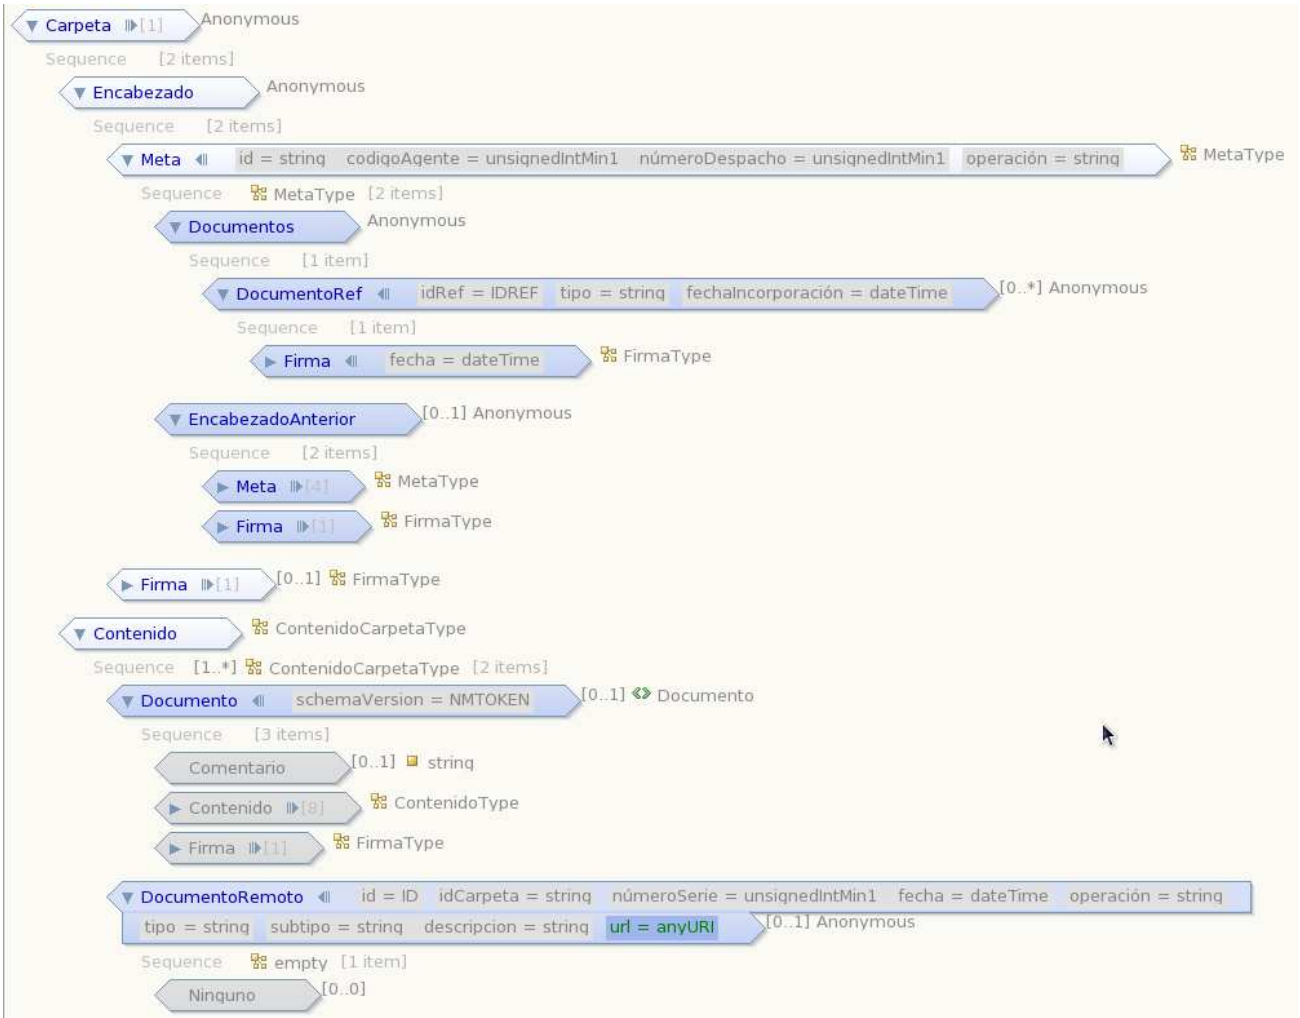 Carpeta [1] Anonymous
Sequence [2 items]
Encabezado Anonymous
Sequence [2 items]
Meta id = string codigoAgente = unsignedIntMin1 númeroDespacho = unsignedIntMin1 operación = string MetaType
Sequence MetaType [2 items]
Documentos Anonymous
Sequence [1 item]
DocumentoRef idRef = IDREF tipo = string fechaIncorporación = dateTime [0..*] Anonymous
Sequence [1 item]
Firma fecha = dateTime FirmaType
EncabezadoAnterior [0..1] Anonymous
Sequence [2 items]
Meta [4] MetaType
Firma [1] FirmaType
Firma [1] [0..1] FirmaType
Contenido ContenidoCarpetaType
Sequence [1..*] ContenidoCarpetaType [2 items]
Documento schemaVersion = NMTOKEN [0..1] Documento
Sequence [3 items]
Comentario [0..1] string
Contenido [8] ContenidoType
Firma [1] FirmaType
DocumentoRemoto id = ID idCarpeta = string númeroSerie = unsignedIntMin1 fecha = dateTime operación = string
tipo = string subtipo = string descripcion = string url = anyURI [0..1] Anonymous
Sequence empty [1 item]
Ninguno [0..0]